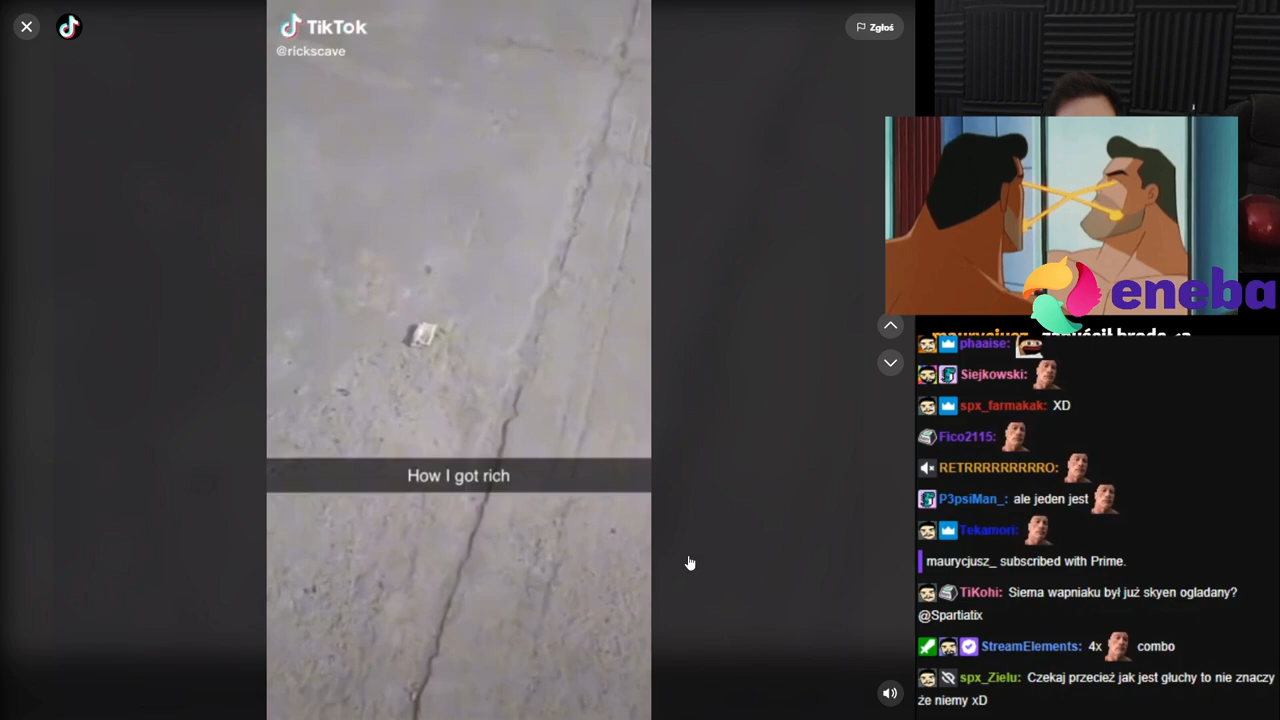 TikTok
@rickscave
Zgłoś
How I got rich
eneba
phaaise:
Siejkowski:
spx_farmakak: XD
Fico2115:
RETRRRRRRRRRO:
P3psiMan_: ale jeden jest
Tekamori:
maurycjusz_ subscribed with Prime.
TiKohi: Siema wapniaku był już skyen ogladany?
@Spartiatix
StreamElements: 4x combo
spx_Zielu: Czekaj przecież jak jest głuchy to nie znaczy
że niemy xD